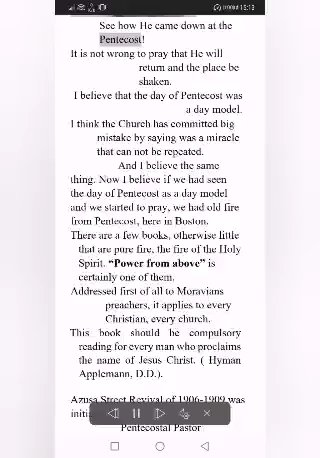 See how He came down at the
Pentecost!
It is not wrong to pray that He will
return and the place be
shaken.
I believe that the day of Pentecost was
a day model.
I think the Church has committed big
mistake by saying was a miracle
that can not be repeated.
And I believe the same
thing. Now I believe if we had seen
the day of Pentecost as a day model
and we started to pray, we had old fire
from Pentecost, here in Boston.
There are a few books, otherwise little
that are pure fire, the fire of the Holy
Spirit. “Power from above” is
certainly one of them.
Addressed first of all to Moravians
preachers, it applies to every
Christian, every church.
This book should be compulsory
reading for every man who proclaims
the name of Jesus Christ. ( Hyman
Applemann, D.D.).
Azusa Street Revival of 1906-1909 was
Pentecostal Pastor